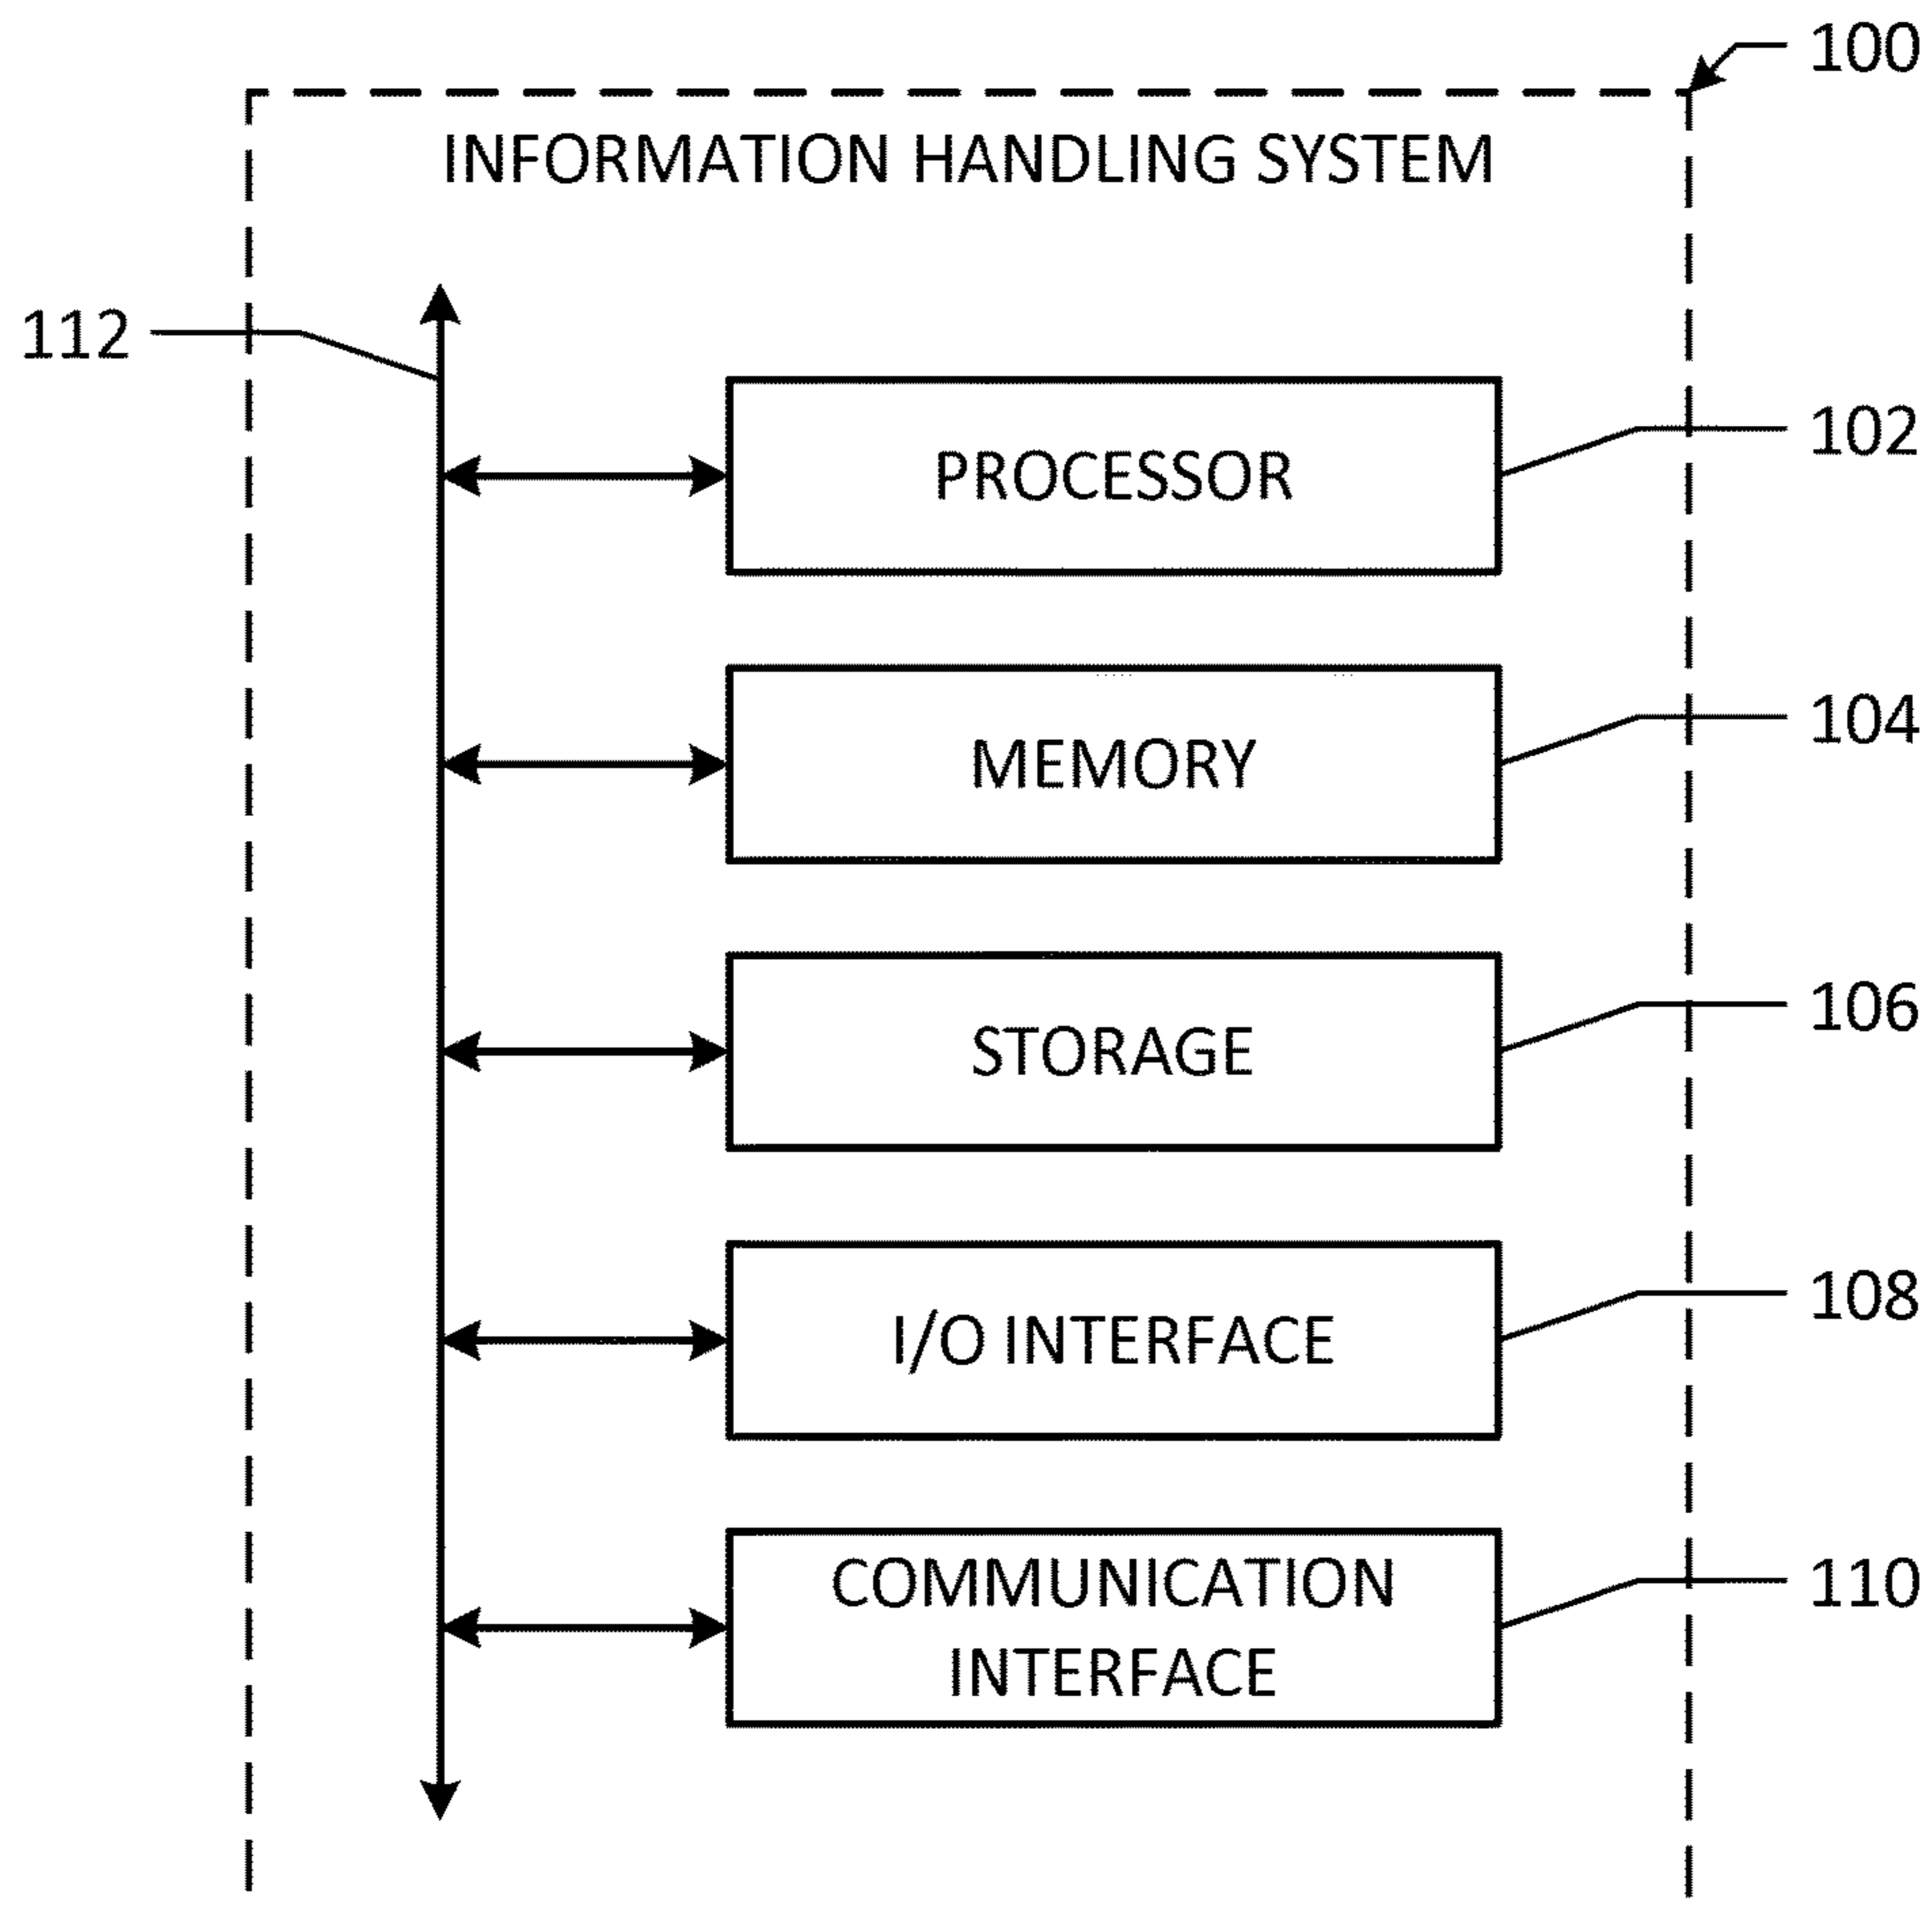 100
INFORMATION HANDLING SYSTEM
112
PROCESSOR
102
MEMORY
104
STORAGE
106
I/O INTERFACE
108
COMMUNICATION
INTERFACE
110